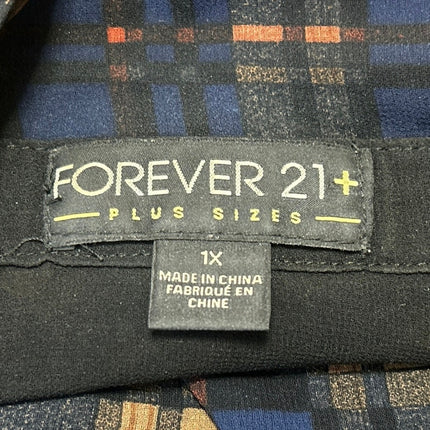 FOREVER 21+
PLUS SIZES
1X
MADE IN CHINA
FABRIQUÉ EN
CHINE